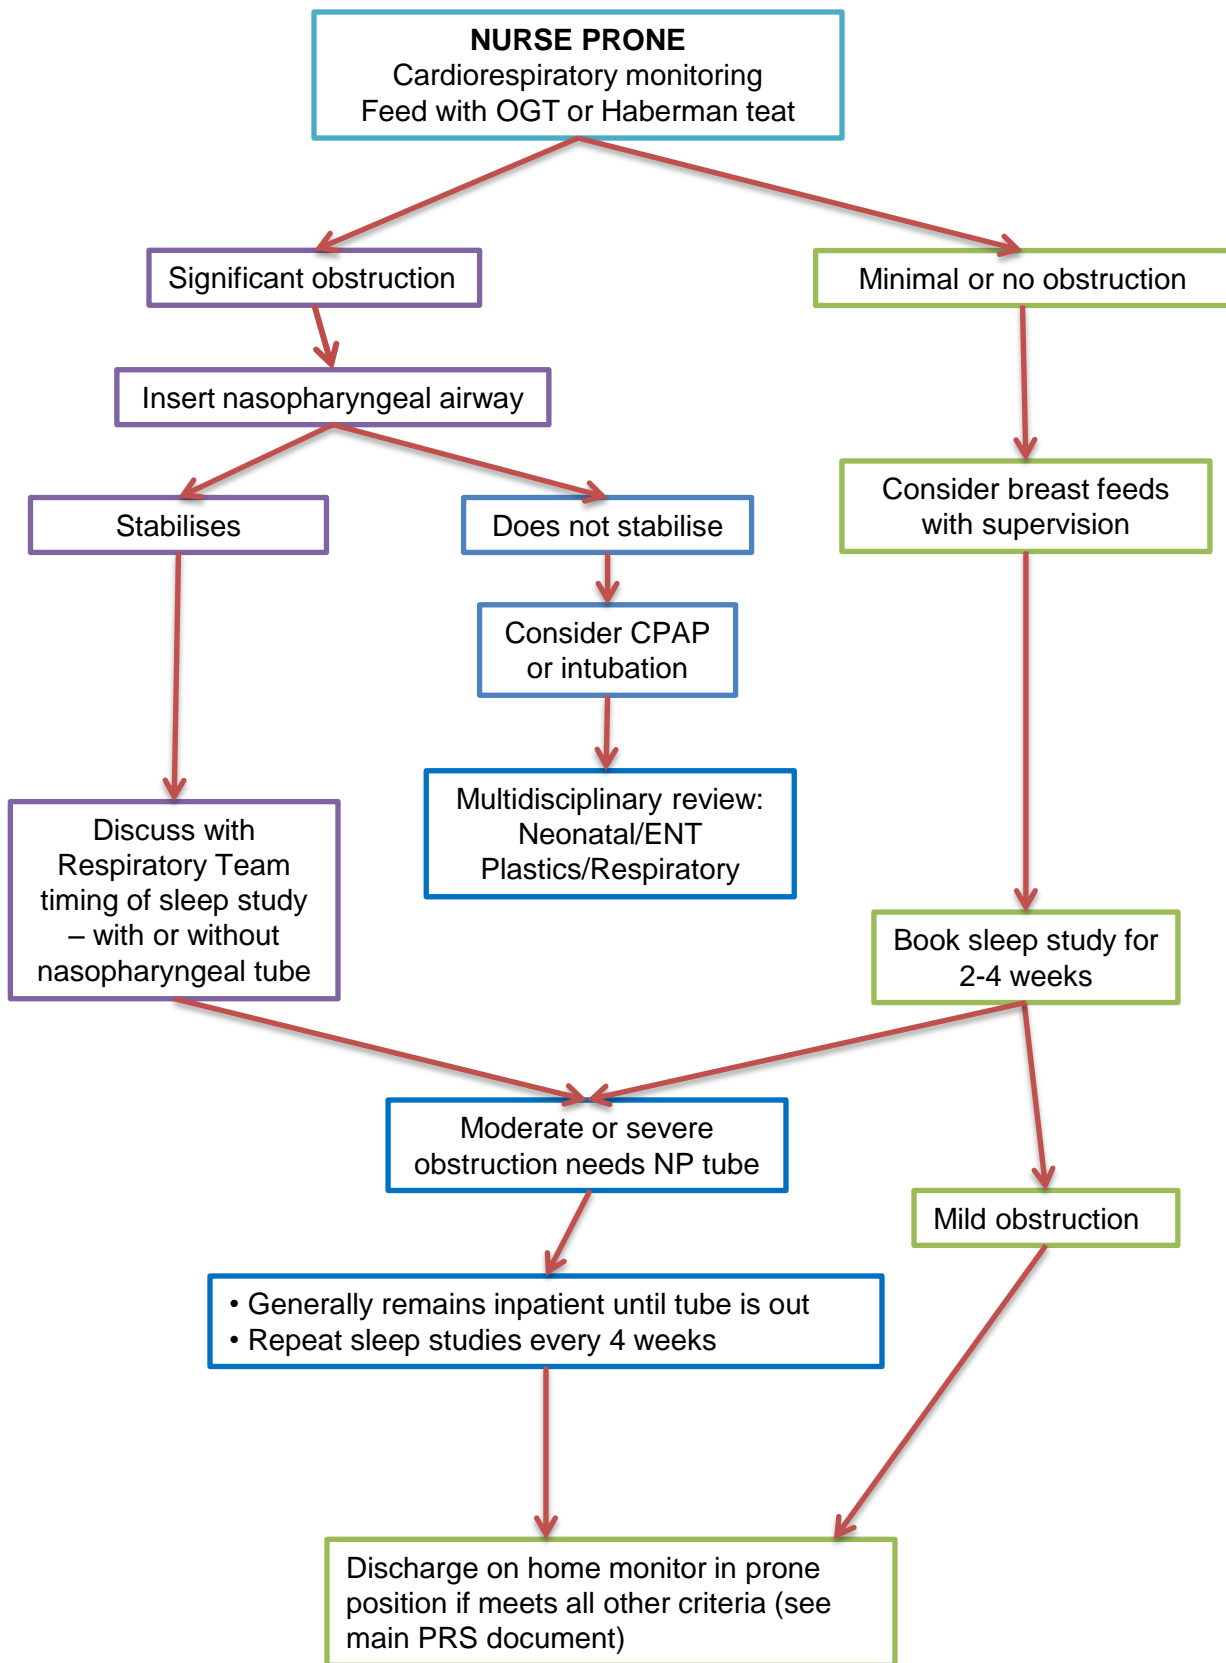 NURSE PRONE
Cardiorespiratory monitoring
Feed with OGT or Haberman teat
Significant obstruction
Minimal or no obstruction
Insert nasopharyngeal airway
Stabilises
Does not stabilise
Consider breast feeds
with supervision
Consider CPAP
or intubation
Multidisciplinary review:
Neonatal/ENT
Plastics/Respiratory
Discuss with
Respiratory Team
timing of sleep study
– with or without
nasopharyngeal tube
Book sleep study for
2-4 weeks
Moderate or severe
obstruction needs NP tube
Mild obstruction
• Generally remains inpatient until tube is out
• Repeat sleep studies every 4 weeks
Discharge on home monitor in prone
position if meets all other criteria (see
main PRS document)